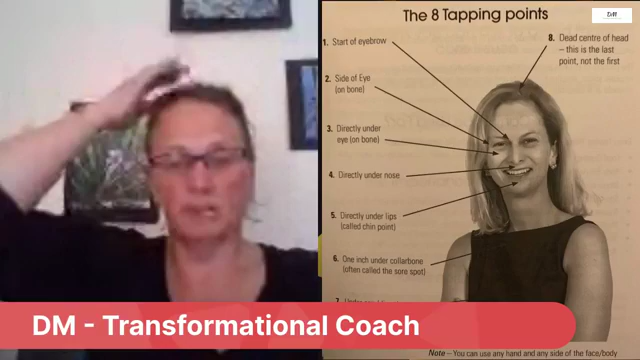 The 8 Tapping points
DM
1. Start of eyebrow
8. Dead centre of head
– this is the last
point, not the first
2. Side of Eye
(on bone)
3. Directly under
eye (on bone)
4. Directly under nose
5. Directly under lips
(called chin point)
6. One inch under collarbone
(often called the sore spot)
DM - Transformational Coach
Note – You can use any hand and any side of the face/body